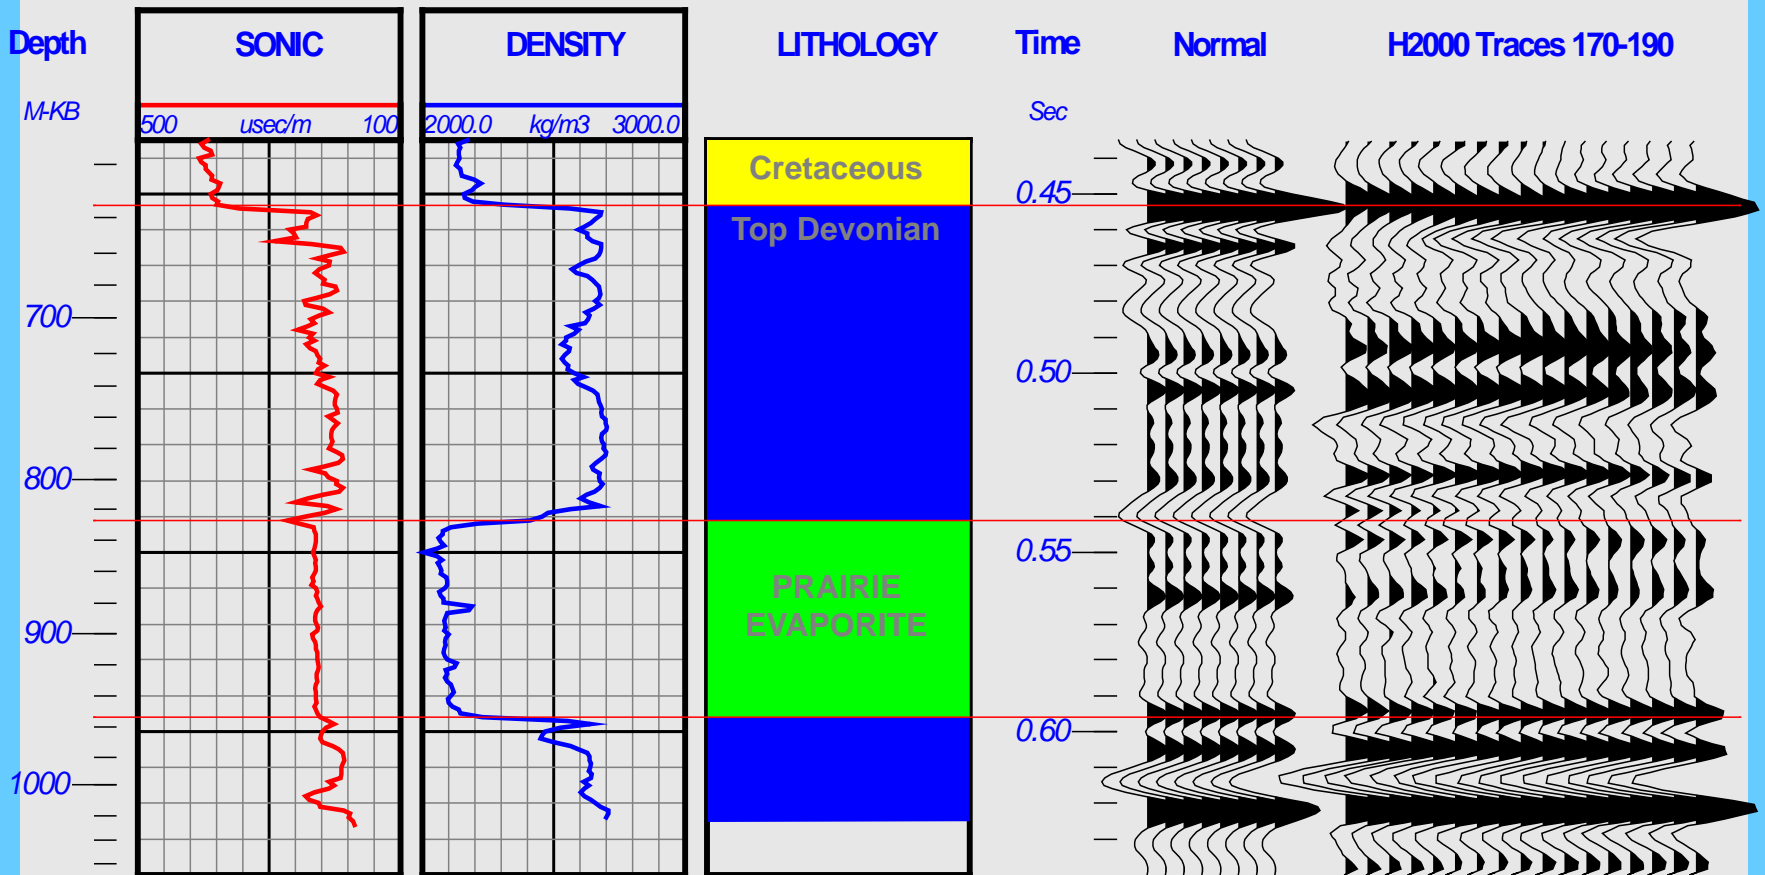 Depth SONIC DENSITY LITHOLOGY Time Normal H2000 Traces 170-190
M-KB Sec
500 usec/m 100 2000.0 kg/m3 3000.0
Cretaceous
0.45
Top Devonian
700
0.50
800
0.55
PRAIRIE
EVAPORITE
900
0.60
1000